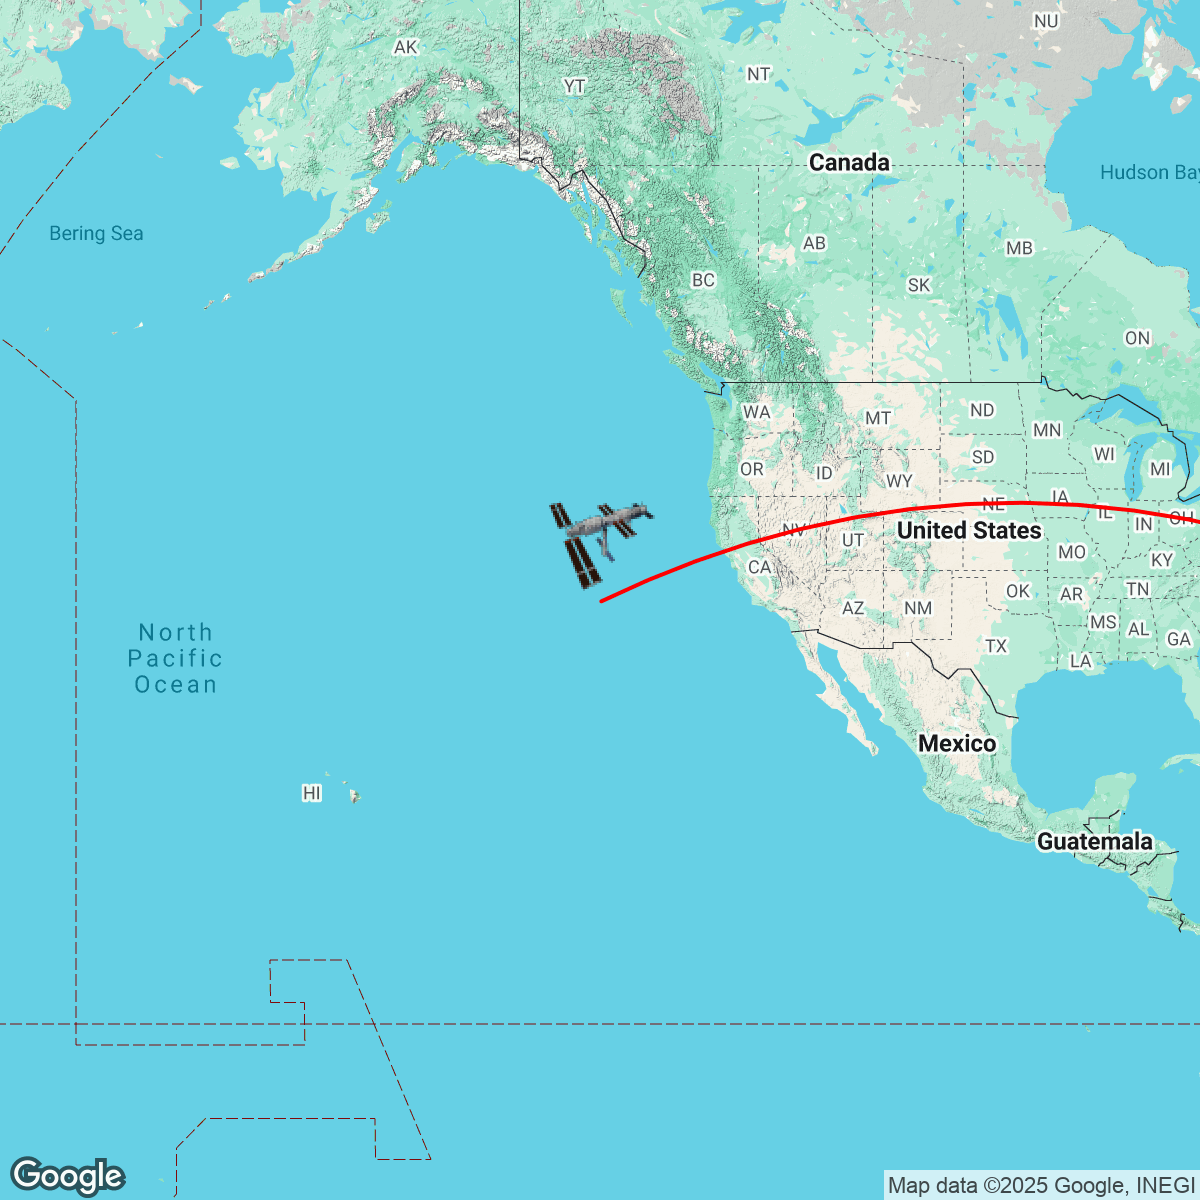 NU
AK
NT
YT
Canada
Hudson Bay
Bering Sea
AB
MB
BC
SK
ON
WA
MT
ND
MN
WI
MI
OR
ID
WY
SD
NE
IA
IL
IN
OH
NV
UT
United States
CA
MO
KY
AZ
NM
OK
AR
TN
MS
AL
GA
TX
LA
North
Pacific
Ocean
Mexico
HI
Guatemala
Google
Map data ©2025 Google, INEGI